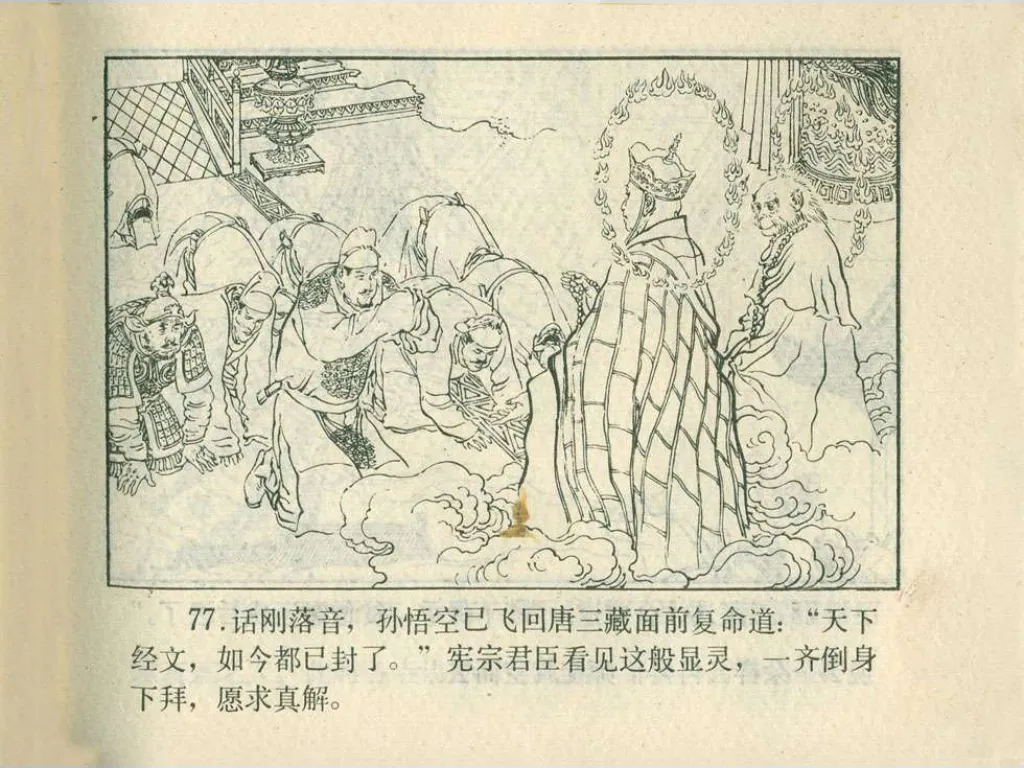 77.话刚落音，孙悟空已飞回唐三藏面前复命道：“天下
经文，如今都已封了。”宪宗君臣看见这般显灵，一齐倒身
下拜，愿求真解。